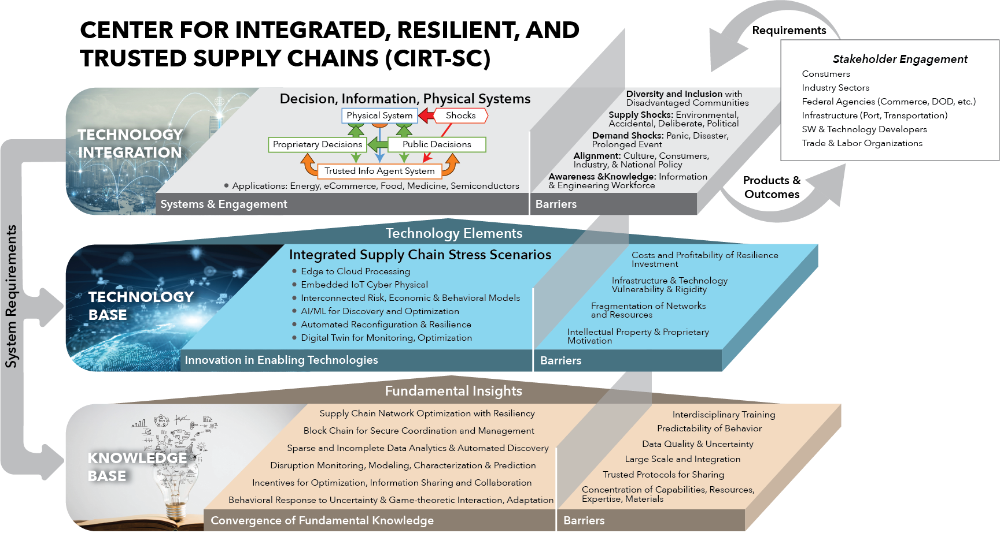 CENTER FOR INTEGRATED, RESILIENT, AND
TRUSTED SUPPLY CHAINS (CIRT-SC)
Requirements
Stakeholder Engagement
Consumers
Industry Sectors
Federal Agencies (Commerce, DOD, etc.)
Infrastructure (Port, Transportation)
SW & Technology Developers
Trade & Labor Organizations
Products &
Outcomes
System Requirements
TECHNOLOGY
INTEGRATION
Decision, Information, Physical Systems
Physical System
Shocks
Proprietary Decisions
Public Decisions
Trusted Info Agent System
• Applications: Energy, eCommerce, Food, Medicine, Semiconductors
Systems & Engagement
Diversity and Inclusion with
Disadvantaged Communities
Supply Shocks: Environmental,
Accidental, Deliberate, Political
Demand Shocks: Panic, Disaster,
Prolonged Event
Alignment: Culture, Consumers,
Industry, & National Policy
Awareness &Knowledge: Information
& Engineering Workforce
Barriers
Technology Elements
TECHNOLOGY
BASE
Integrated Supply Chain Stress Scenarios
• Edge to Cloud Processing
• Embedded IoT Cyber Physical
• Interconnected Risk, Economic & Behavioral Models
• AI/ML for Discovery and Optimization
• Automated Reconfiguration & Resilience
• Digital Twin for Monitoring, Optimization
Innovation in Enabling Technologies
Costs and Profitability of Resilience
Investment
Infrastructure & Technology
Vulnerability & Rigidity
Fragmentation of Networks
and Resources
Intellectual Property & Proprietary
Motivation
Barriers
Fundamental Insights
KNOWLEDGE
BASE
Supply Chain Network Optimization with Resiliency
Block Chain for Secure Coordination and Management
Sparse and Incomplete Data Analytics & Automated Discovery
Disruption Monitoring, Modeling, Characterization & Prediction
Incentives for Optimization, Information Sharing and Collaboration
Behavioral Response to Uncertainty & Game-theoretic Interaction, Adaptation
Convergence of Fundamental Knowledge
Interdisciplinary Training
Predictability of Behavior
Data Quality & Uncertainty
Large Scale and Integration
Trusted Protocols for Sharing
Concentration of Capabilities, Resources,
Expertise, Materials
Barriers